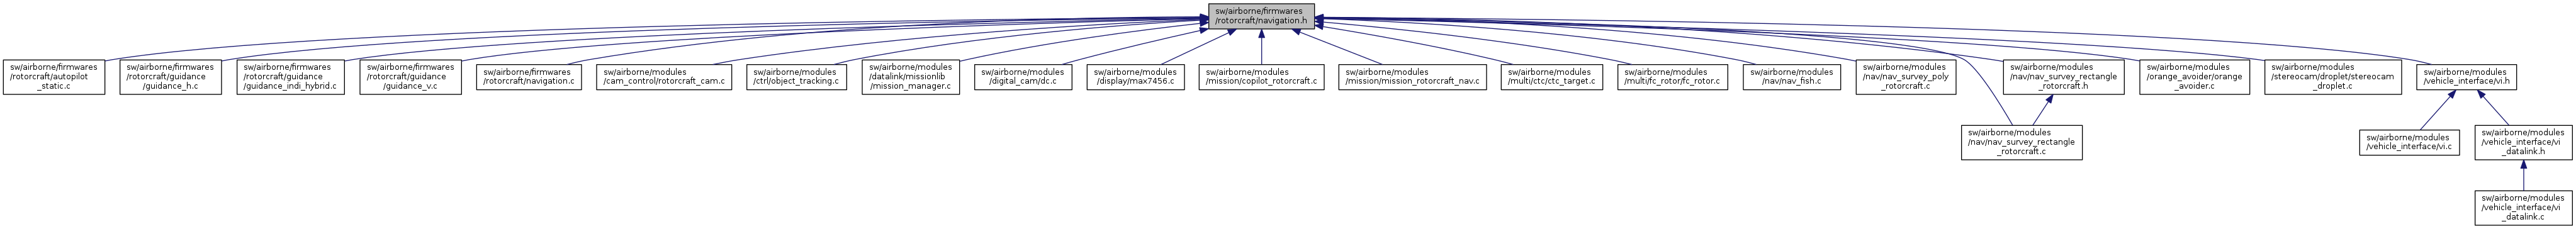 sw/airborne/firmwares
/rotorcraft/navigation.h
sw/airborne/firmwares
/rotorcraft/autopilot
_static.c
sw/airborne/firmwares
/rotorcraft/guidance
/guidance_h.c
sw/airborne/firmwares
/rotorcraft/guidance
/guidance_indi_hybrid.c
sw/airborne/firmwares
/rotorcraft/guidance
/guidance_v.c
sw/airborne/firmwares
/rotorcraft/navigation.c
sw/airborne/modules
/cam_control/rotorcraft_cam.c
sw/airborne/modules
/ctrl/object_tracking.c
sw/airborne/modules
/datalink/missionlib
/mission_manager.c
sw/airborne/modules
/digital_cam/dc.c
sw/airborne/modules
/display/max7456.c
sw/airborne/modules
/mission/copilot_rotorcraft.c
sw/airborne/modules
/mission/mission_rotorcraft_nav.c
sw/airborne/modules
/multi/ctc/ctc_target.c
sw/airborne/modules
/multi/fc_rotor/fc_rotor.c
sw/airborne/modules
/nav/nav_fish.c
sw/airborne/modules
/nav/nav_survey_poly
_rotorcraft.c
sw/airborne/modules
/nav/nav_survey_rectangle
_rotorcraft.h
sw/airborne/modules
/orange_avoider/orange
_avoider.c
sw/airborne/modules
/stereocam/droplet/stereocam
_droplet.c
sw/airborne/modules
/vehicle_interface/vi.h
sw/airborne/modules
/nav/nav_survey_rectangle
_rotorcraft.c
sw/airborne/modules
/vehicle_interface/vi.c
sw/airborne/modules
/vehicle_interface/vi
_datalink.h
sw/airborne/modules
/vehicle_interface/vi
_datalink.c